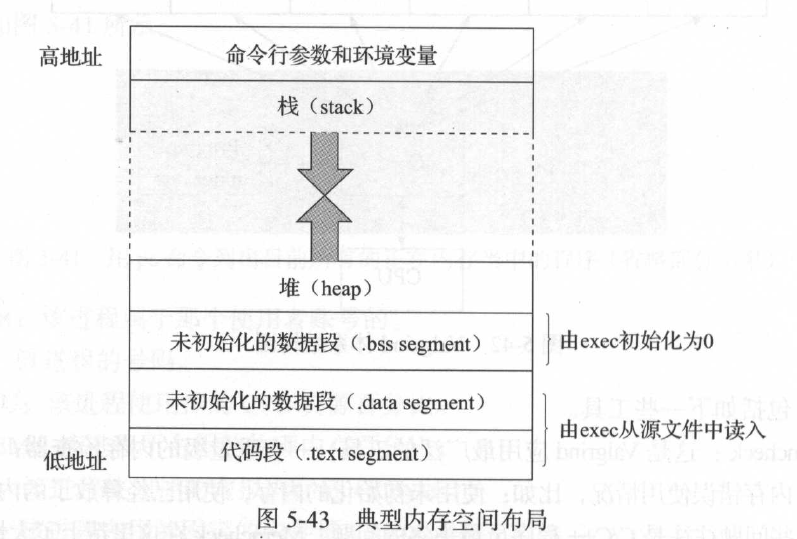 高地址
命令行参数和环境变量
栈（stack）
堆（heap）
未初始化的数据段（.bss segment）
由exec初始化为0
未初始化的数据段（.data segment）
由exec从源文件中读入
代码段（.text segment）
低地址
图 5-43 典型内存空间布局